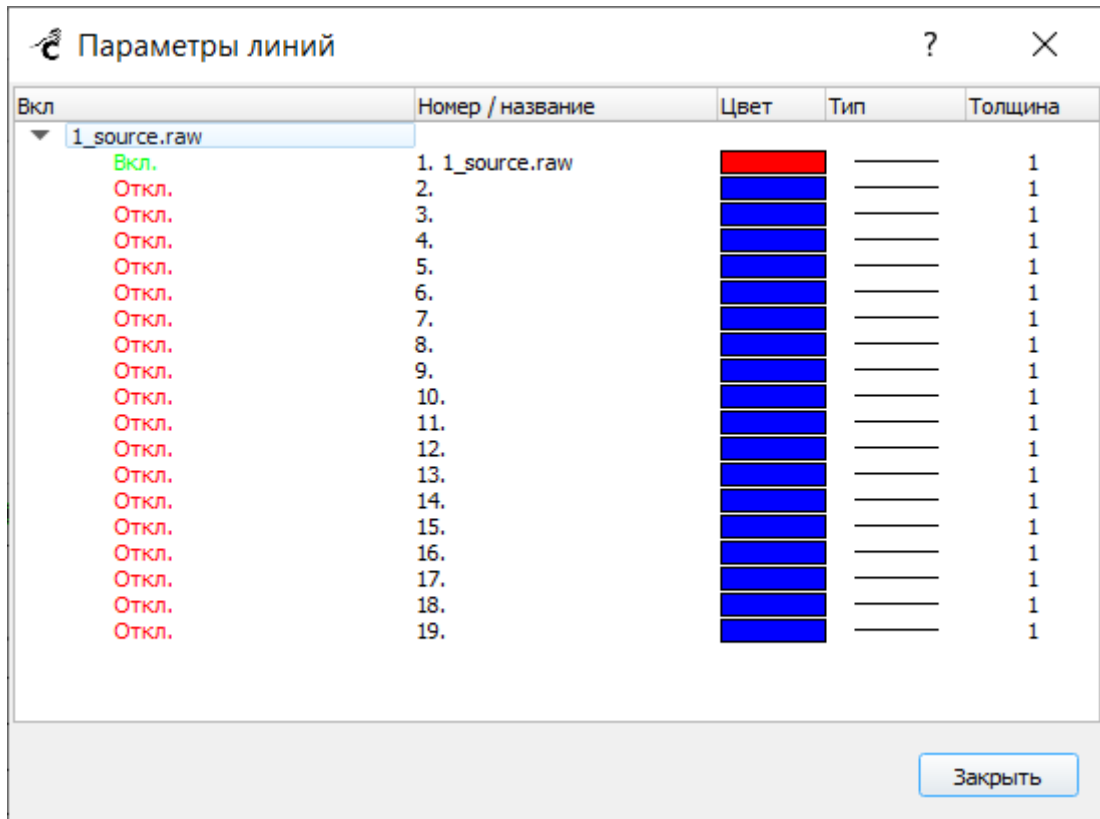 Параметры линий ? ×
Вкл Номер / название Цвет Тип Толщина
1_source.raw
Вкл. 1. 1_source.raw 1
Откл. 2. 1
Откл. 3. 1
Откл. 4. 1
Откл. 5. 1
Откл. 6. 1
Откл. 7. 1
Откл. 8. 1
Откл. 9. 1
Откл. 10. 1
Откл. 11. 1
Откл. 12. 1
Откл. 13. 1
Откл. 14. 1
Откл. 15. 1
Откл. 16. 1
Откл. 17. 1
Откл. 18. 1
Откл. 19. 1
Закрыть